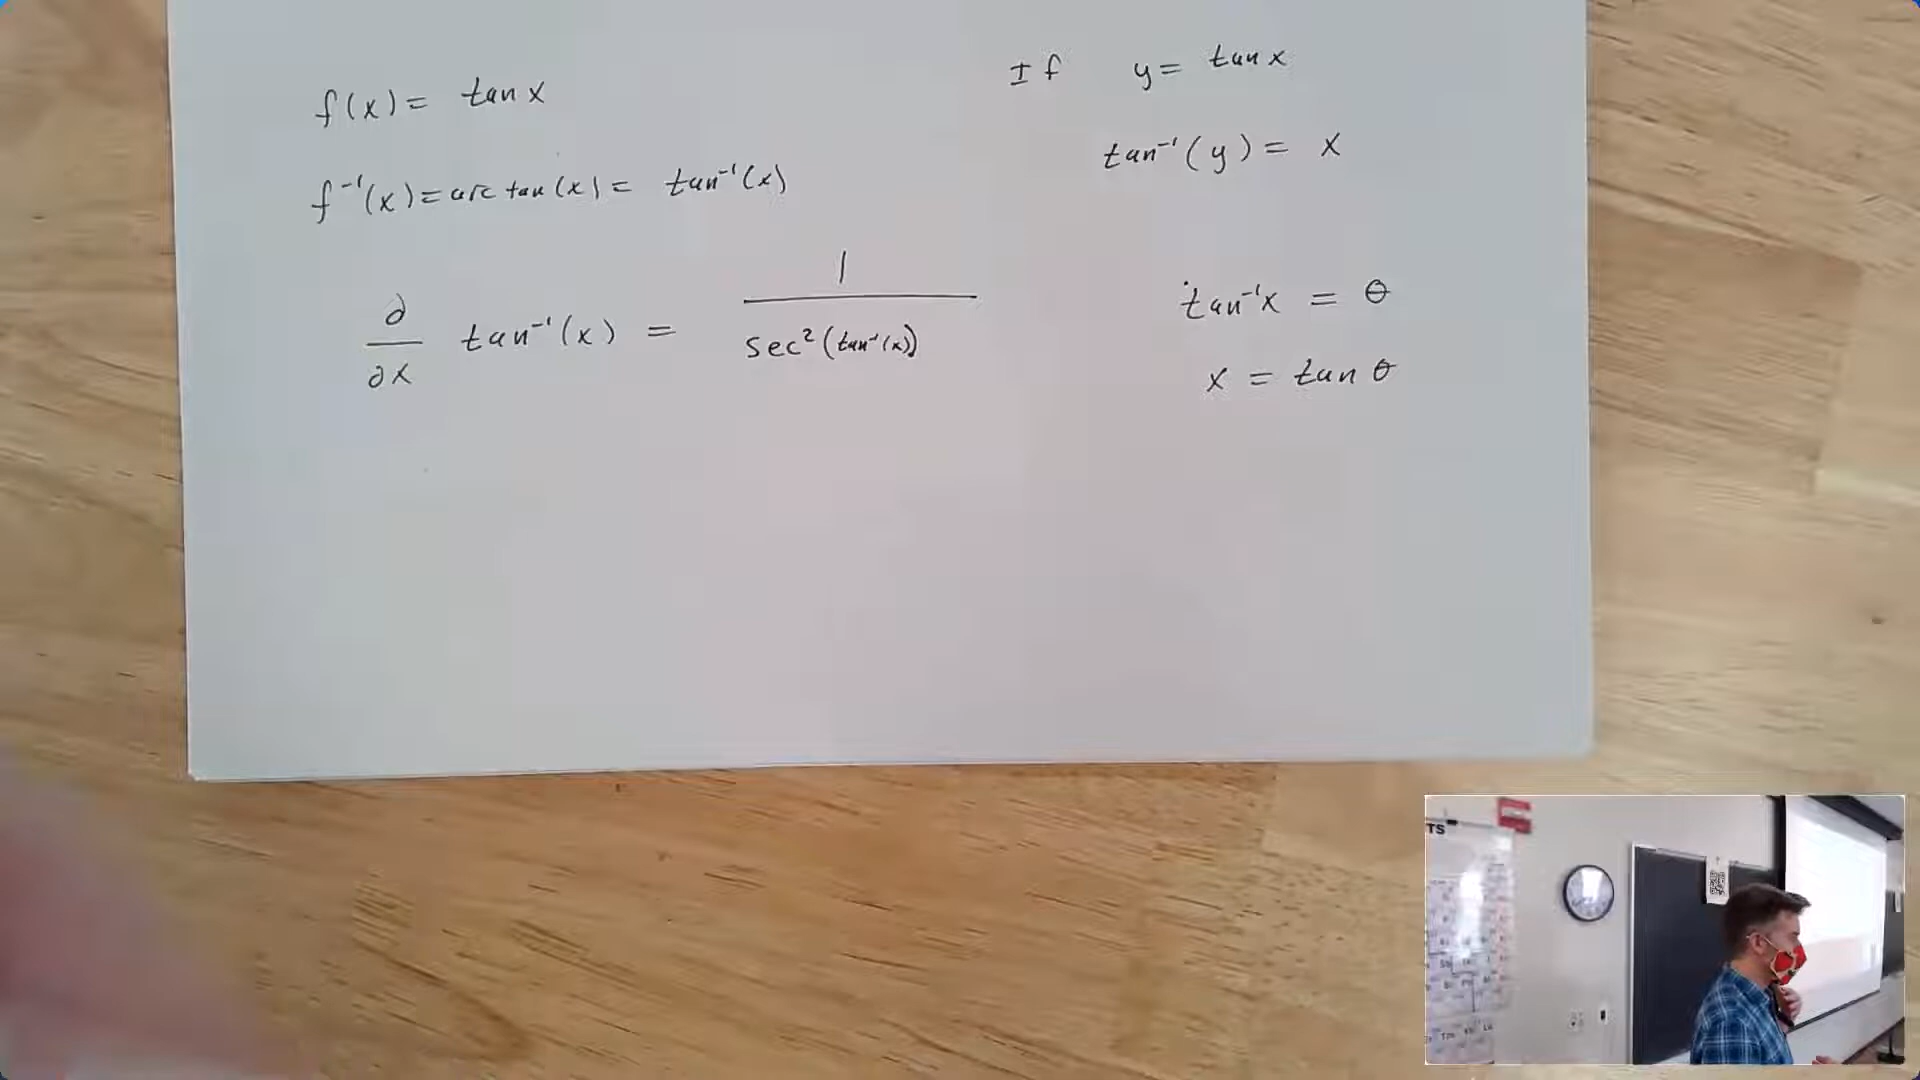 f(x) = tan x
f⁻¹(x) = arc tan (x) = tan⁻¹(x)
∂/∂x tan⁻¹(x) = 1/sec²(tan⁻¹(x))
If y = tan x
tan⁻¹(y) = x
tan⁻¹x = θ
x = tan θ
TS